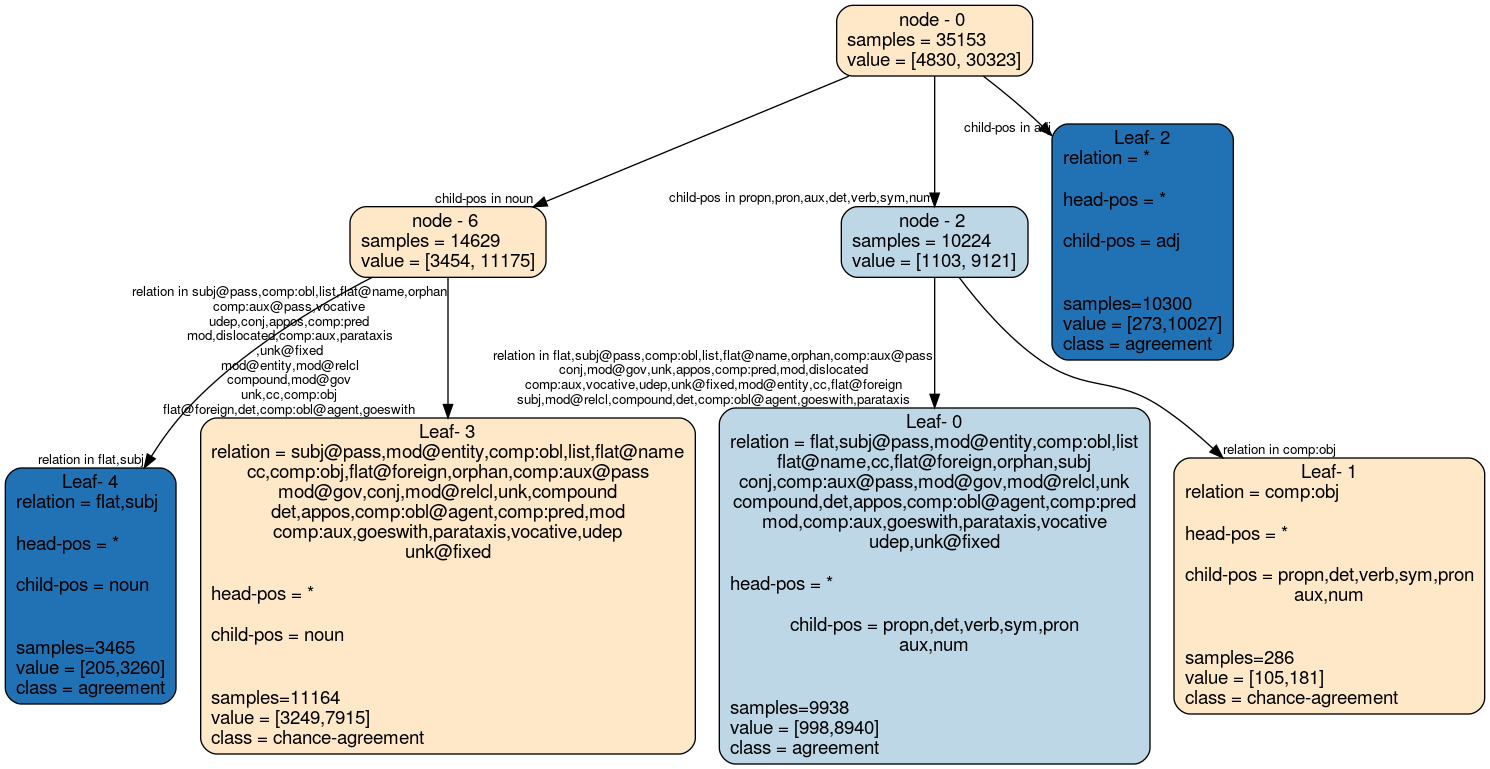 node - 0
samples = 35153
value = [4830, 30323]
child-pos in adj
Leaf- 2
relation = *
head-pos = *
child-pos = adj
samples=10300
value = [273,10027]
class = agreement
child-pos in noun
child-pos in propn,pron,aux,det,verb,sym,num
node - 6
samples = 14629
value = [3454, 11175]
node - 2
samples = 10224
value = [1103, 9121]
relation in subj@pass,comp:obl,list,flat@name,orphan
comp:aux@pass,vocative
udep,conj,appos,comp:pred
mod,dislocated,comp:aux,parataxis
,unk@fixed
mod@entity,mod@relcl
compound,mod@gov
unk,cc,comp:obj
flat@foreign,det,comp:obl@agent,goeswith
relation in flat,subj@pass,comp:obl,list,flat@name,orphan,comp:aux@pass
conj,mod@gov,unk,appos,comp:pred,mod,dislocated
comp:aux,vocative,udep,unk@fixed,mod@entity,cc,flat@foreign
subj,mod@relcl,compound,det,comp:obl@agent,goeswith,parataxis
relation in flat,subj
relation in comp:obj
Leaf- 4
relation = flat,subj
head-pos = *
child-pos = noun
samples=3465
value = [205,3260]
class = agreement
Leaf- 3
relation = subj@pass,mod@entity,comp:obl,list,flat@name
cc,comp:obj,flat@foreign,orphan,comp:aux@pass
mod@gov,conj,mod@relcl,unk,compound
det,appos,comp:obl@agent,comp:pred,mod
comp:aux,goeswith,parataxis,vocative,udep
unk@fixed
head-pos = *
child-pos = noun
samples=11164
value = [3249,7915]
class = chance-agreement
Leaf- 0
relation = flat,subj@pass,mod@entity,comp:obl,list
flat@name,cc,flat@foreign,orphan,subj
conj,comp:aux@pass,mod@gov,mod@relcl,unk
compound,det,appos,comp:obl@agent,comp:pred
mod,comp:aux,goeswith,parataxis,vocative
udep,unk@fixed
head-pos = *
child-pos = propn,det,verb,sym,pron
aux,num
samples=9938
value = [998,8940]
class = agreement
Leaf- 1
relation = comp:obj
head-pos = *
child-pos = propn,det,verb,sym,pron
aux,num
samples=286
value = [105,181]
class = chance-agreement